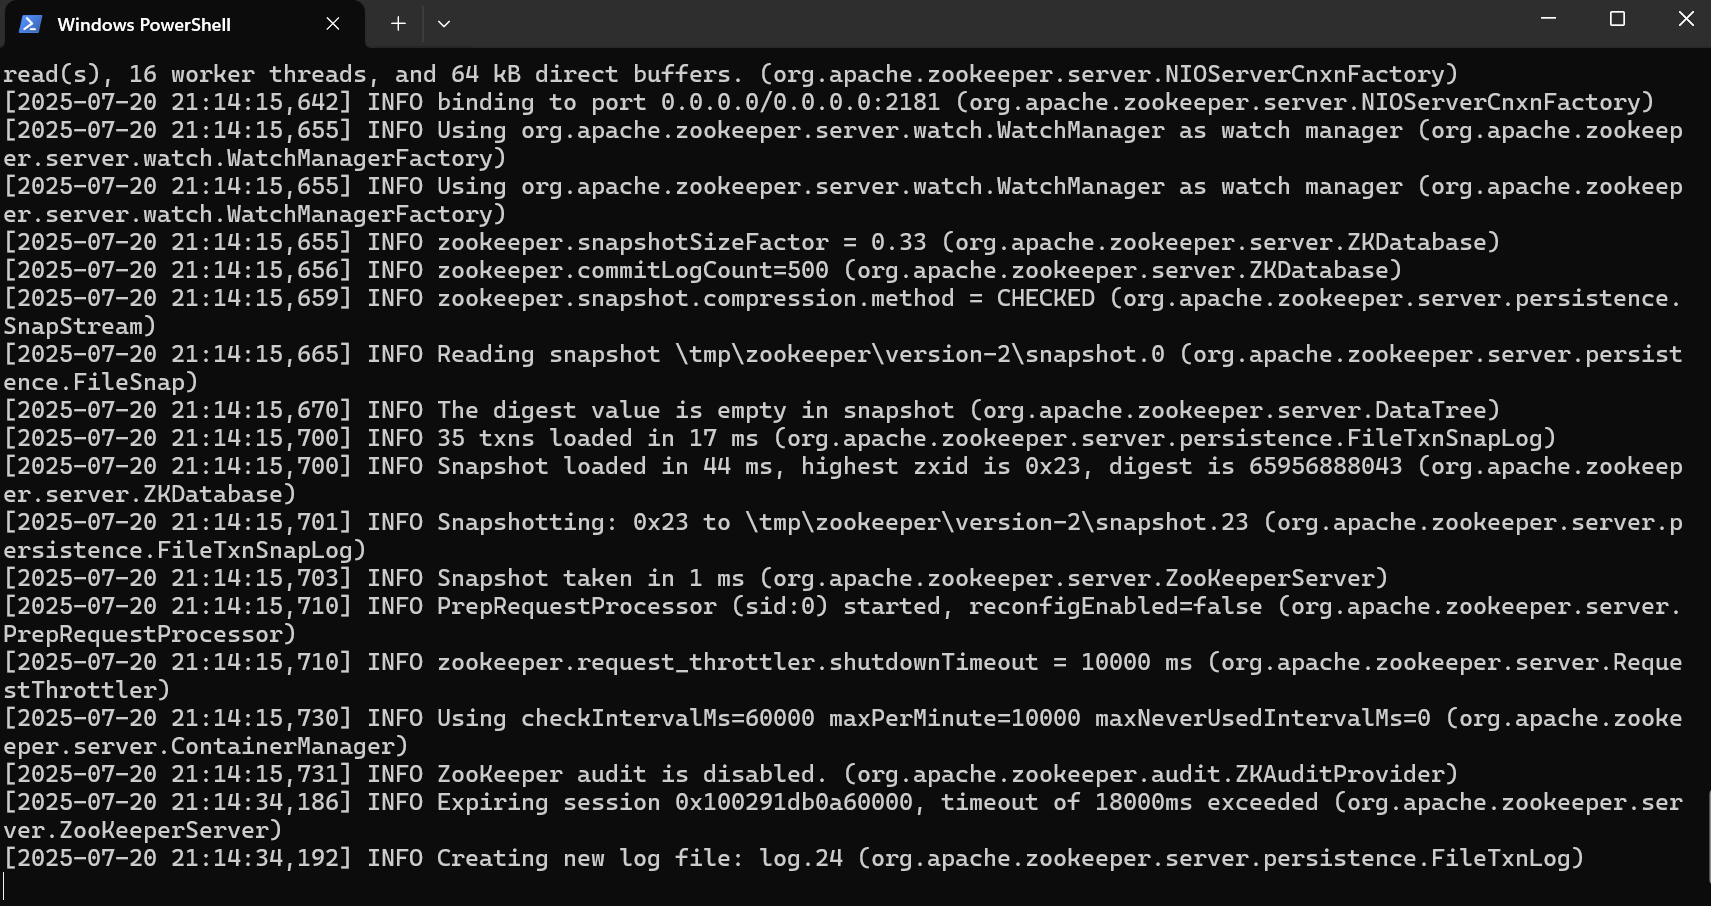 Windows PowerShell
read(s), 16 worker threads, and 64 kB direct buffers. (org.apache.zookeeper.server.NIOServerCnxnFactory)
[2025-07-20 21:14:15,642] INFO binding to port 0.0.0.0/0.0.0.0:2181 (org.apache.zookeeper.server.NIOServerCnxnFactory)
[2025-07-20 21:14:15,655] INFO Using org.apache.zookeeper.server.watch.WatchManager as watch manager (org.apache.zookeep
er.server.watch.WatchManagerFactory)
[2025-07-20 21:14:15,655] INFO Using org.apache.zookeeper.server.watch.WatchManager as watch manager (org.apache.zookeep
er.server.watch.WatchManagerFactory)
[2025-07-20 21:14:15,655] INFO zookeeper.snapshotSizeFactor = 0.33 (org.apache.zookeeper.server.ZKDatabase)
[2025-07-20 21:14:15,656] INFO zookeeper.commitLogCount=500 (org.apache.zookeeper.server.ZKDatabase)
[2025-07-20 21:14:15,659] INFO zookeeper.snapshot.compression.method = CHECKED (org.apache.zookeeper.server.persistence.
SnapStream)
[2025-07-20 21:14:15,665] INFO Reading snapshot \tmp\zookeeper\version-2\snapshot.0 (org.apache.zookeeper.server.persist
ence.FileSnap)
[2025-07-20 21:14:15,670] INFO The digest value is empty in snapshot (org.apache.zookeeper.server.DataTree)
[2025-07-20 21:14:15,700] INFO 35 txns loaded in 17 ms (org.apache.zookeeper.server.persistence.FileTxnSnapLog)
[2025-07-20 21:14:15,700] INFO Snapshot loaded in 44 ms, highest zxid is 0x23, digest is 65956888043 (org.apache.zookeep
er.server.ZKDatabase)
[2025-07-20 21:14:15,701] INFO Snapshotting: 0x23 to \tmp\zookeeper\version-2\snapshot.23 (org.apache.zookeeper.server.p
ersistence.FileTxnSnapLog)
[2025-07-20 21:14:15,703] INFO Snapshot taken in 1 ms (org.apache.zookeeper.server.ZooKeeperServer)
[2025-07-20 21:14:15,710] INFO PrepRequestProcessor (sid:0) started, reconfigEnabled=false (org.apache.zookeeper.server.
PrepRequestProcessor)
[2025-07-20 21:14:15,710] INFO zookeeper.request_throttler.shutdownTimeout = 10000 ms (org.apache.zookeeper.server.Reque
stThrottler)
[2025-07-20 21:14:15,730] INFO Using checkIntervalMs=60000 maxPerMinute=10000 maxNeverUsedIntervalMs=0 (org.apache.zooke
eper.server.ContainerManager)
[2025-07-20 21:14:15,731] INFO ZooKeeper audit is disabled. (org.apache.zookeeper.audit.ZKAuditProvider)
[2025-07-20 21:14:34,186] INFO Expiring session 0x100291db0a60000, timeout of 18000ms exceeded (org.apache.zookeeper.ser
ver.ZooKeeperServer)
[2025-07-20 21:14:34,192] INFO Creating new log file: log.24 (org.apache.zookeeper.server.persistence.FileTxnLog)